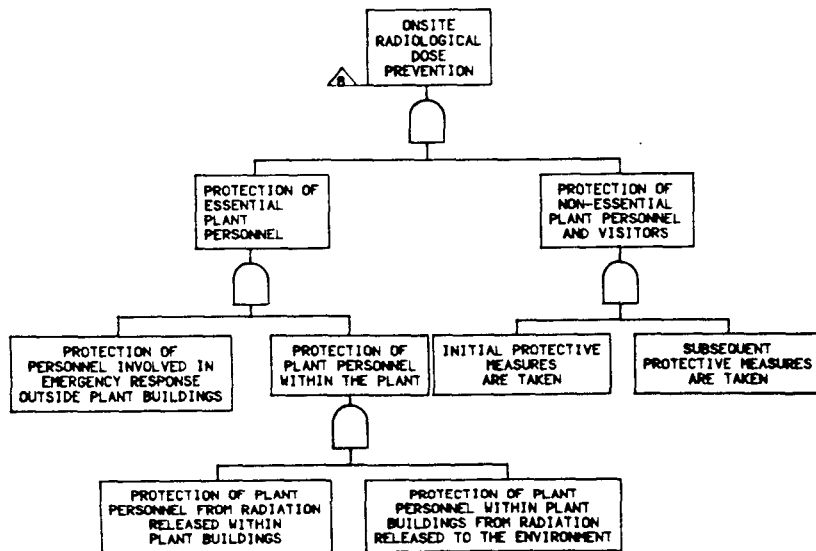 ONSITE
RADIOLOGICAL
DOSE
PREVENTION
8
PROTECTION OF
ESSENTIAL
PLANT
PERSONNEL
PROTECTION OF
NON-ESSENTIAL
PLANT PERSONNEL
AND VISITORS
PROTECTION OF
PERSONNEL INVOLVED IN
EMERGENCY RESPONSE
OUTSIDE PLANT BUILDINGS
PROTECTION OF
PLANT PERSONNEL
WITHIN THE PLANT
INITIAL PROTECTIVE
MEASURES
ARE TAKEN
SUBSEQUENT
PROTECTIVE MEASURES
ARE TAKEN
PROTECTION OF PLANT
PERSONNEL FROM RADIATION
RELEASED WITHIN
PLANT BUILDINGS
PROTECTION OF PLANT
PERSONNEL WITHIN PLANT
BUILDINGS FROM RADIATION
RELEASED TO THE ENVIRONMENT